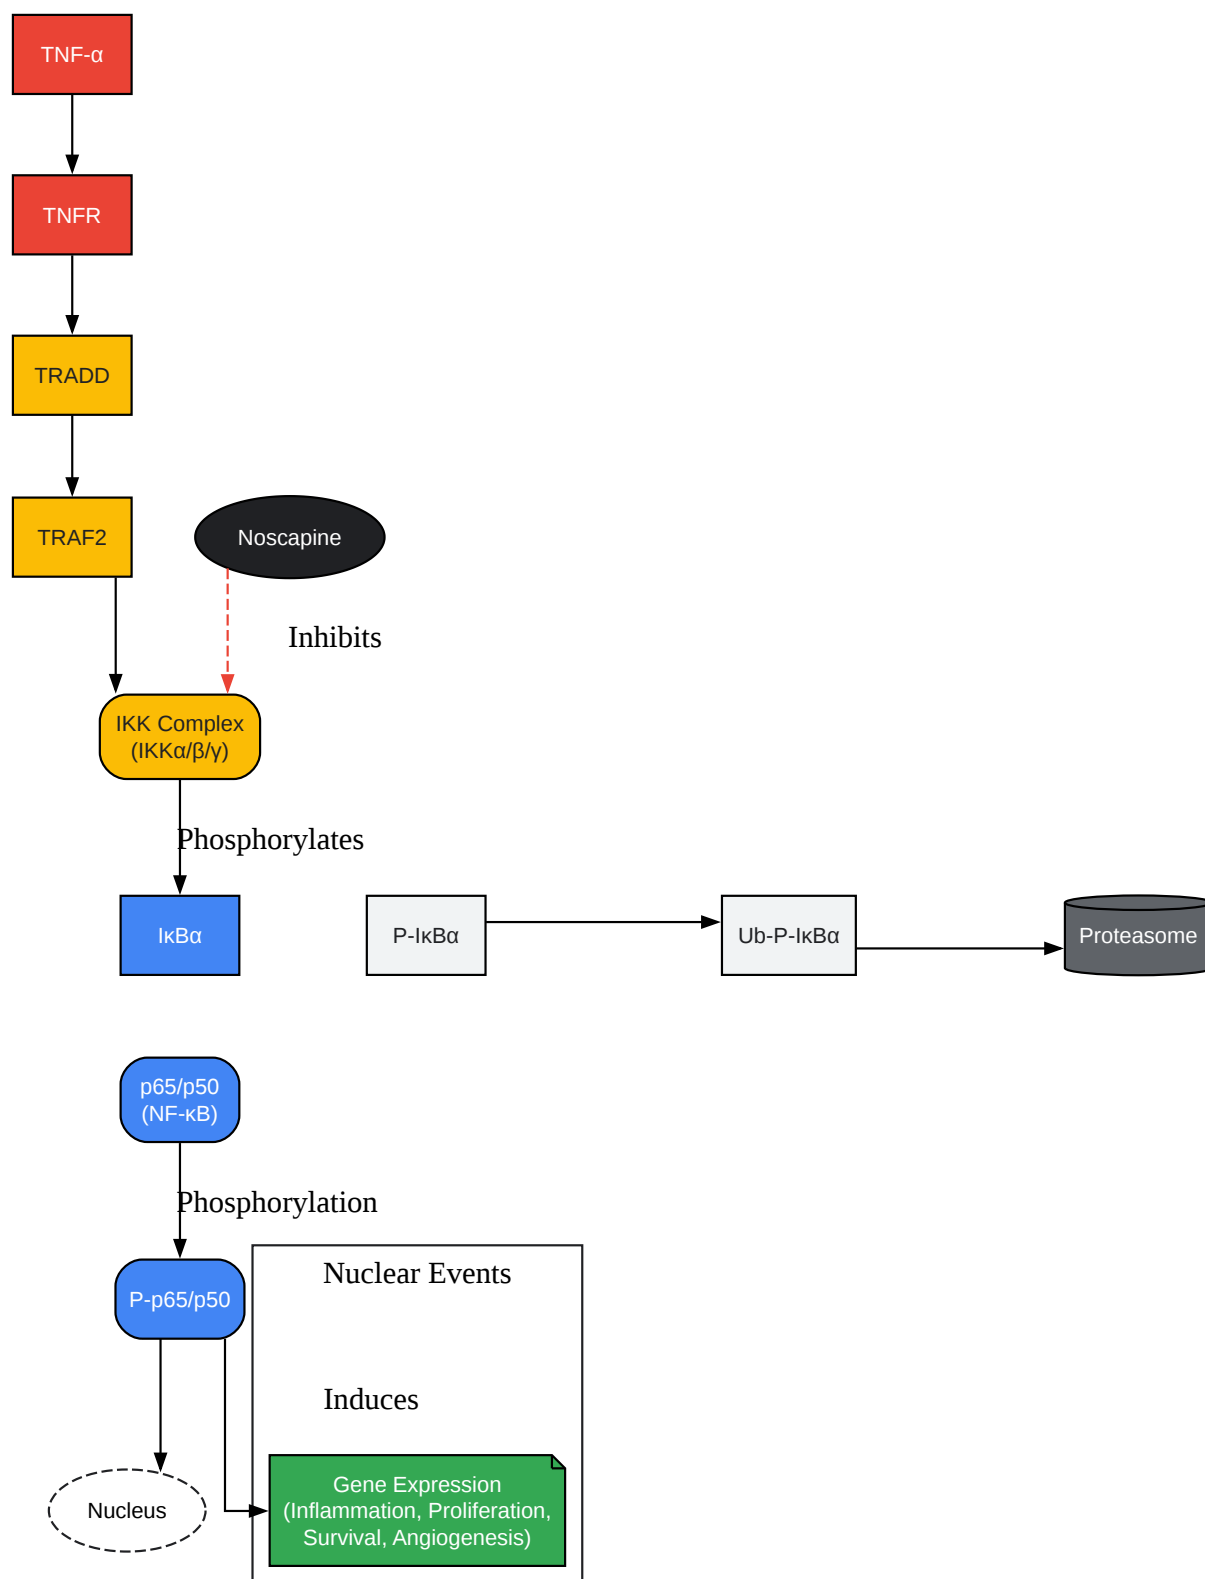 TNF-α
TNFR
TRADD
TRAF2
Noscapine
Inhibits
IKK Complex
(IKKα/β/γ)
Phosphorylates
IκBα
P-IκBα
Ub-P-IκBα
Proteasome
p65/p50
(NF-κB)
Phosphorylation
Nuclear Events
P-p65/p50
Induces
Gene Expression
(Inflammation, Proliferation,
Survival, Angiogenesis)
Nucleus